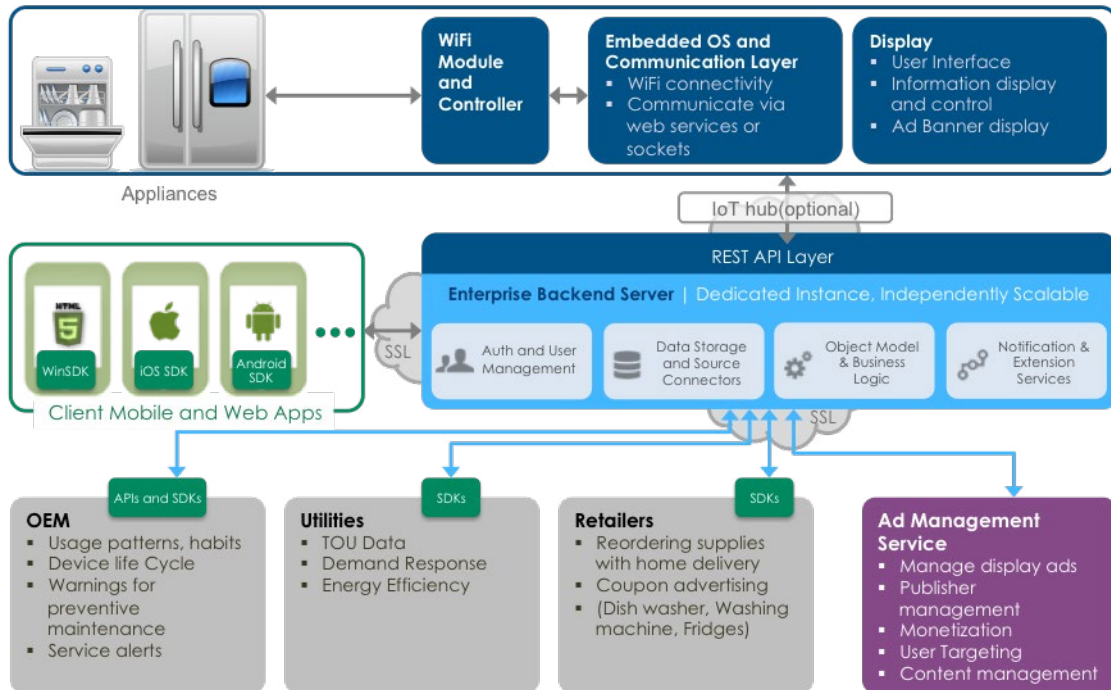 WiFi
Module
and
Controller
Embedded OS and
Communication Layer
▪ WiFi connectivity
▪ Communicate via
web services or
sockets
Display
▪ User Interface
▪ Information display
and control
▪ Ad Banner display
Appliances
IoT hub(optional)
REST API Layer
Enterprise Backend Server | Dedicated Instance, Independently Scalable
Auth and User
Management
Data Storage
and Source
Connectors
Object Model
& Business
Logic
Notification &
Extension
Services
HTML
5
WinSDK
iOS SDK
Android
SDK
SSL
Client Mobile and Web Apps
SSL
APIs and SDKs
OEM
▪ Usage patterns, habits
▪ Device life Cycle
▪ Warnings for
preventive
maintenance
▪ Service alerts
SDKs
Utilities
▪ TOU Data
▪ Demand Response
▪ Energy Efficiency
SDKs
Retailers
▪ Reordering supplies
with home delivery
▪ Coupon advertising
▪ (Dish washer, Washing
machine, Fridges)
Ad Management
Service
▪ Manage display ads
▪ Publisher
management
▪ Monetization
▪ User Targeting
▪ Content management